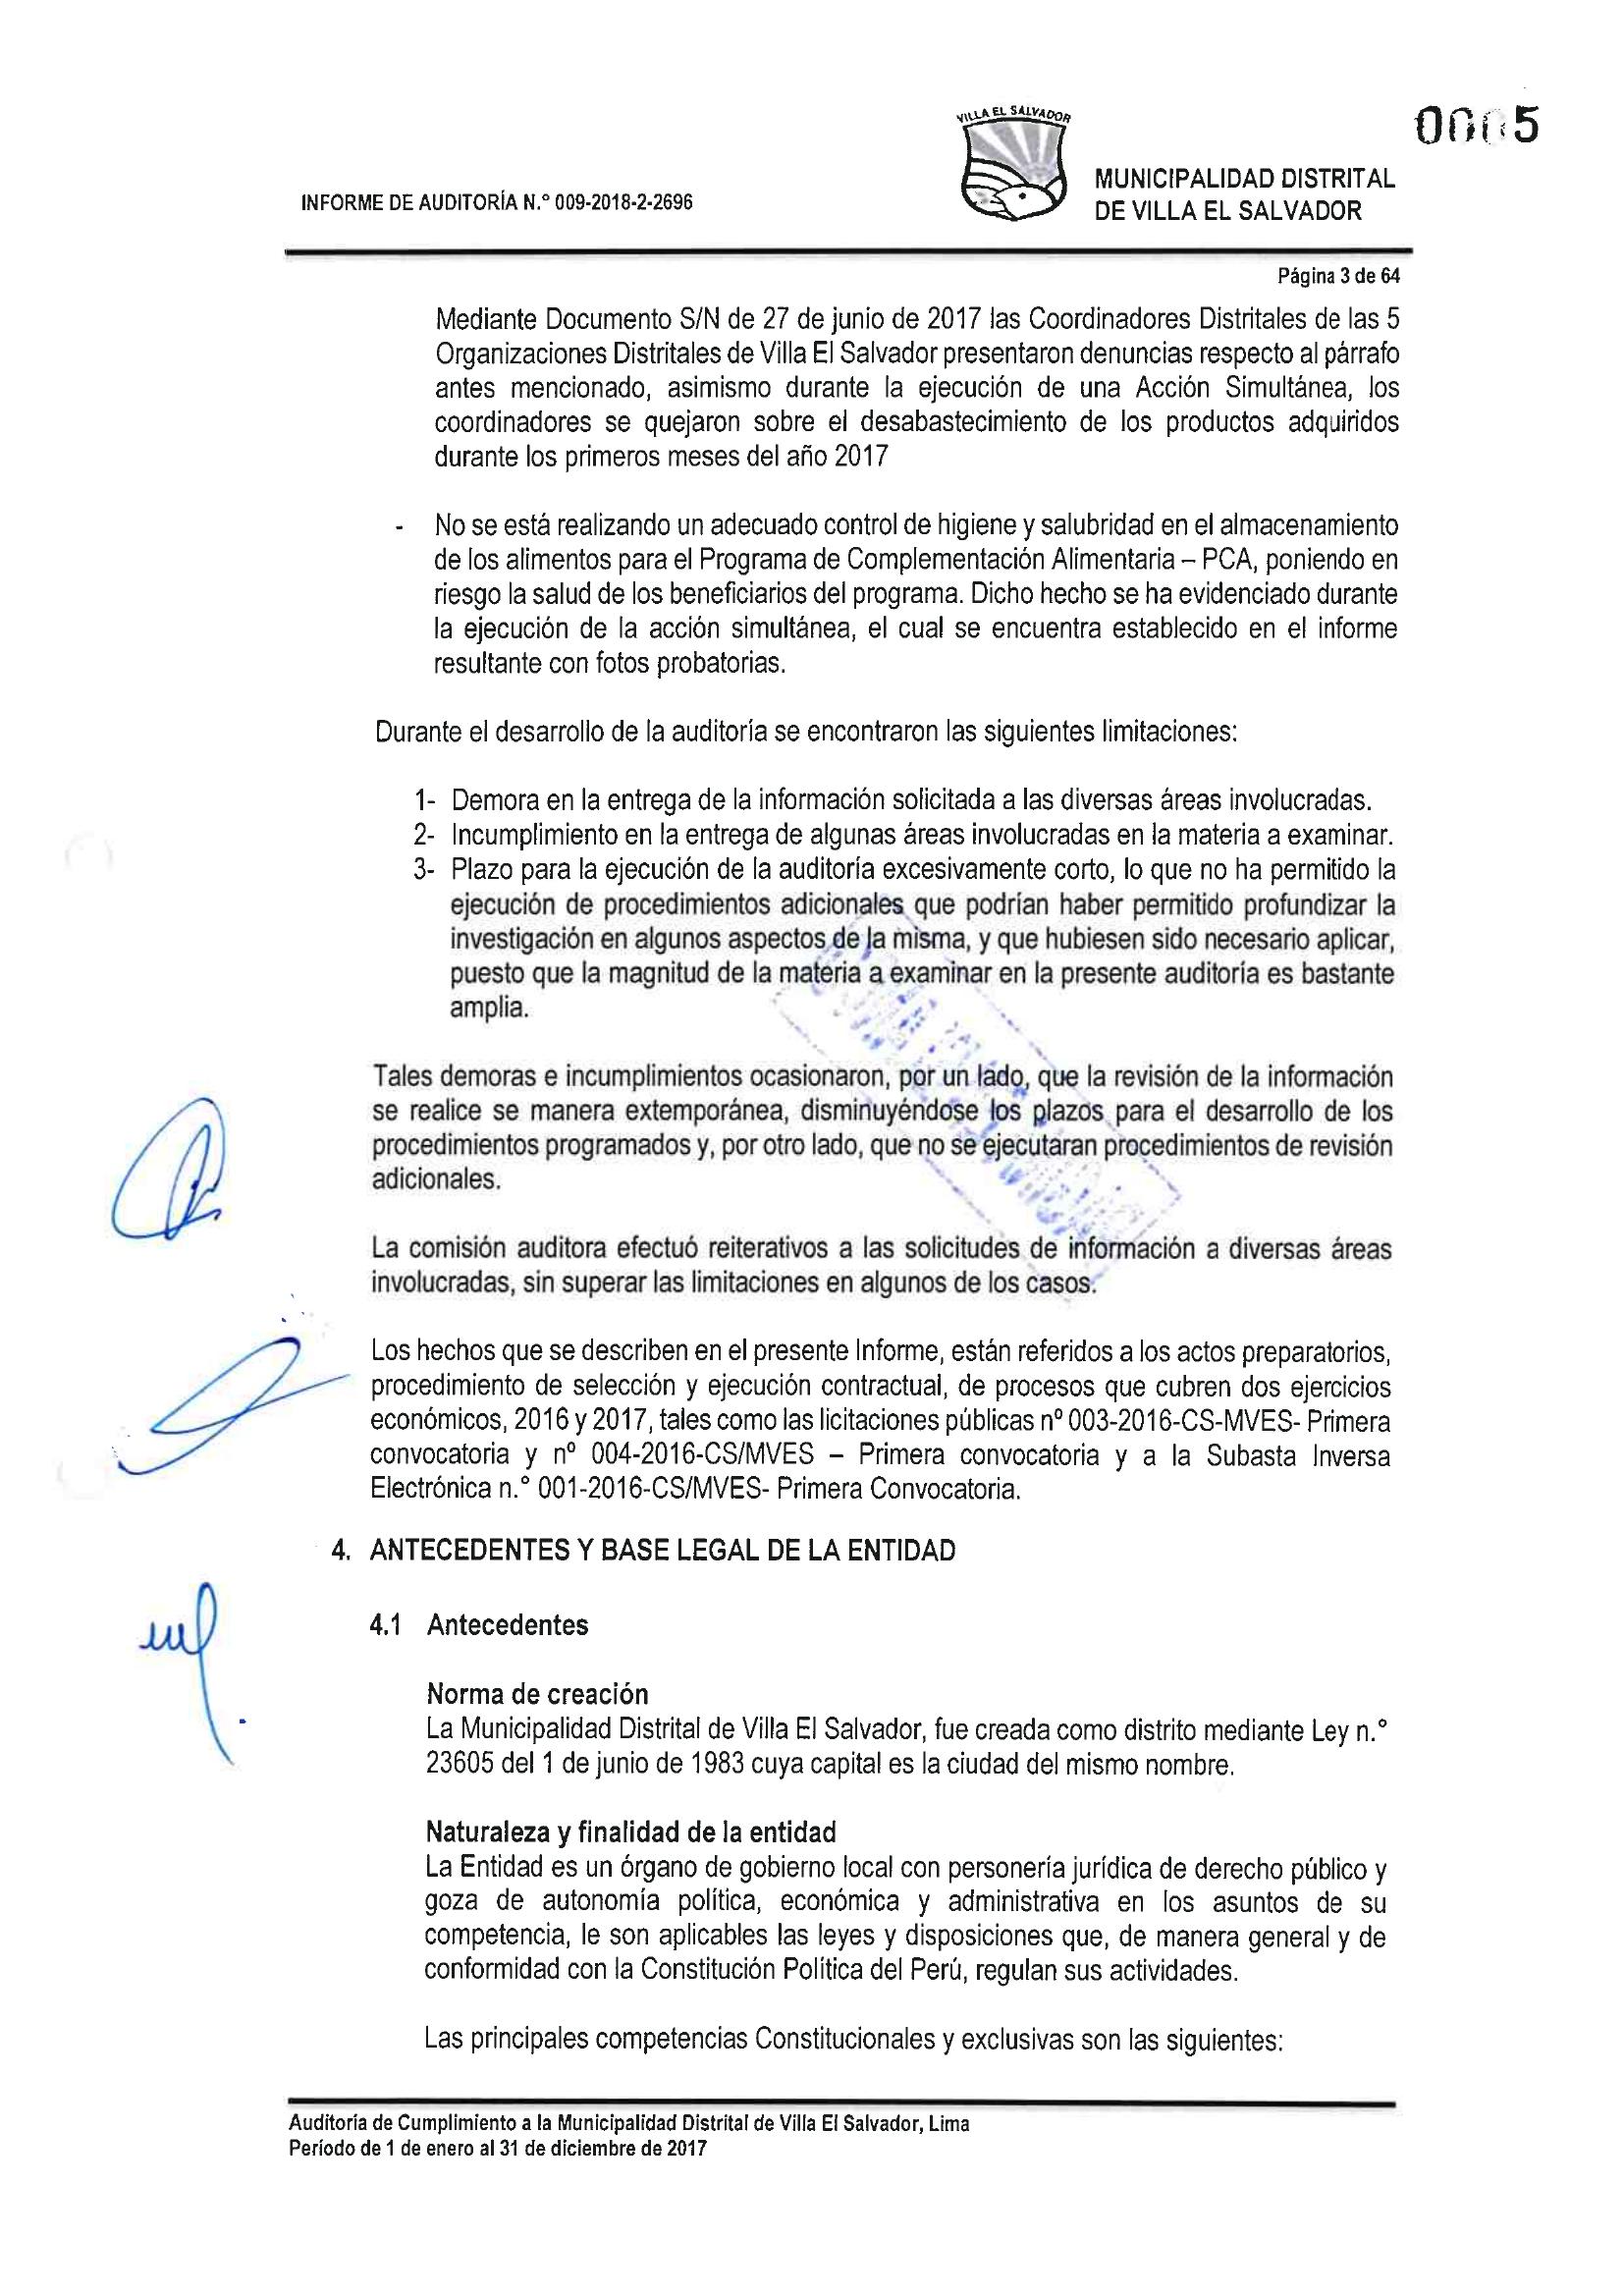 VILLA EL SALVADOR
INFORME DE AUDITORÍA N.º 009-2018-2-2696
MUNICIPALIDAD DISTRITAL
DE VILLA EL SALVADOR
Página 3 de 64
Mediante Documento S/N de 27 de junio de 2017 las Coordinadores Distritales de las 5
Organizaciones Distritales de Villa El Salvador presentaron denuncias respecto al párrafo
antes mencionado, asimismo durante la ejecución de una Acción Simultánea, los
coordinadores se quejaron sobre el desabastecimiento de los productos adquiridos
durante los primeros meses del año 2017
- No se está realizando un adecuado control de higiene y salubridad en el almacenamiento
de los alimentos para el Programa de Complementación Alimentaria – PCA, poniendo en
riesgo la salud de los beneficiarios del programa. Dicho hecho se ha evidenciado durante
la ejecución de la acción simultánea, el cual se encuentra establecido en el informe
resultante con fotos probatorias.
Durante el desarrollo de la auditoría se encontraron las siguientes limitaciones:
1- Demora en la entrega de la información solicitada a las diversas áreas involucradas.
2- Incumplimiento en la entrega de algunas áreas involucradas en la materia a examinar.
3- Plazo para la ejecución de la auditoría excesivamente corto, lo que no ha permitido la
ejecución de procedimientos adicionales que podrían haber permitido profundizar la
investigación en algunos aspectos de la misma, y que hubiesen sido necesario aplicar,
puesto que la magnitud de la materia a examinar en la presente auditoría es bastante
amplia.
Tales demoras e incumplimientos ocasionaron, por un lado, que la revisión de la información
se realice se manera extemporánea, disminuyéndose los plazos para el desarrollo de los
procedimientos programados y, por otro lado, que no se ejecutaran procedimientos de revisión
adicionales.
La comisión auditora efectuó reiterativos a las solicitudes de información a diversas áreas
involucradas, sin superar las limitaciones en algunos de los casos.
Los hechos que se describen en el presente Informe, están referidos a los actos preparatorios,
procedimiento de selección y ejecución contractual, de procesos que cubren dos ejercicios
económicos, 2016 y 2017, tales como las licitaciones públicas nº 003-2016-CS-MVES- Primera
convocatoria y nº 004-2016-CS/MVES – Primera convocatoria y a la Subasta Inversa
Electrónica n.º 001-2016-CS/MVES- Primera Convocatoria.
4. ANTECEDENTES Y BASE LEGAL DE LA ENTIDAD
4.1 Antecedentes
Norma de creación
La Municipalidad Distrital de Villa El Salvador, fue creada como distrito mediante Ley n.º
23605 del 1 de junio de 1983 cuya capital es la ciudad del mismo nombre.
Naturaleza y finalidad de la entidad
La Entidad es un órgano de gobierno local con personería jurídica de derecho público y
goza de autonomía política, económica y administrativa en los asuntos de su
competencia, le son aplicables las leyes y disposiciones que, de manera general y de
conformidad con la Constitución Política del Perú, regulan sus actividades.
Las principales competencias Constitucionales y exclusivas son las siguientes:
Auditoría de Cumplimiento a la Municipalidad Distrital de Villa El Salvador, Lima
Período de 1 de enero al 31 de diciembre de 2017